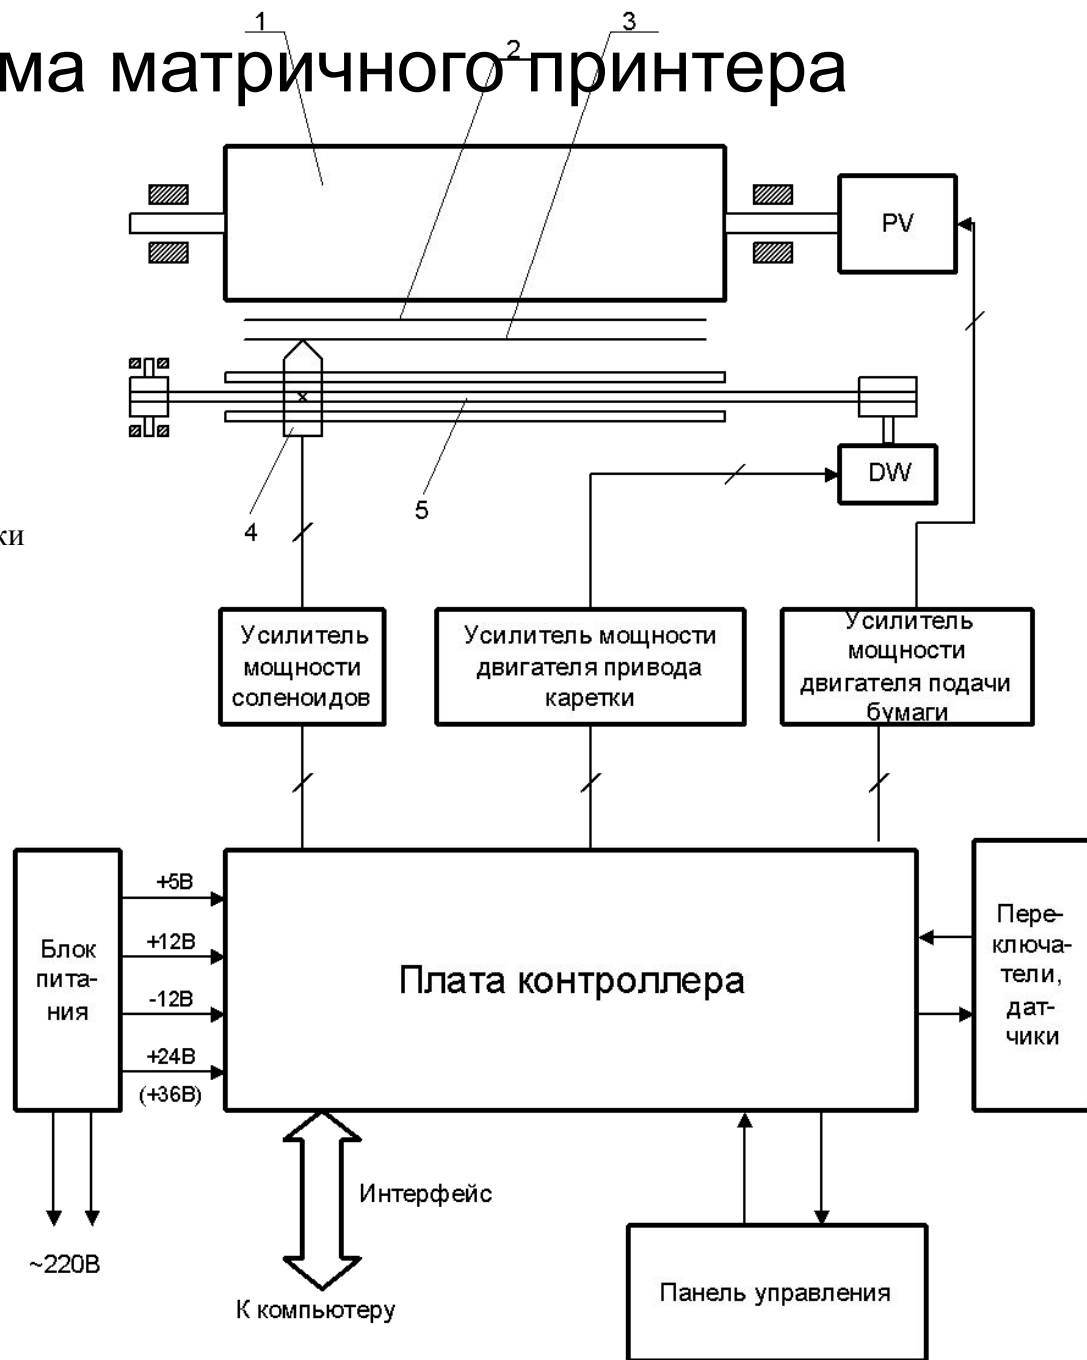 1
2
3
ма матричного принтера
PV
DW
4
5
ки
Усилитель
мощности
соленоидов
Усилитель мощности
двигателя привода
каретки
Усилитель
мощности
двигателя подачи
бумаги
Блок
пита-
ния
+5В
+12В
-12В
+24В
(+36В)
Плата контроллера
Пере-
ключа-
тели,
дат-
чики
~220В
Интерфейс
К компьютеру
Панель управления